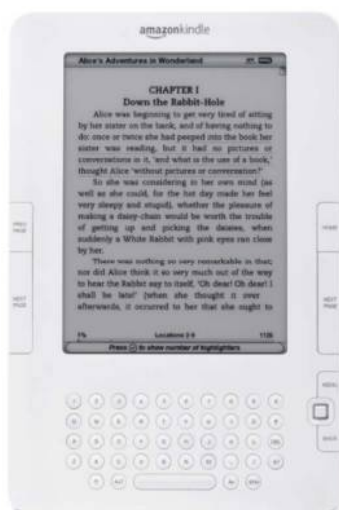 amazonkindle
Alice's Adventures in Wonderland
CHAPTER I
Down the Rabbit-Hole
Alice was beginning to get very tired of sitting
by her sister on the bank, and of having nothing to
do: once or twice she had peeped into the book her
sister was reading, but it had no pictures or
conversations in it, 'and what is the use of a book,'
thought Alice 'without pictures or conversation?'
So she was considering in her own mind (as
well as she could, for the hot day made her feel
very sleepy and stupid), whether the pleasure of
making a daisy-chain would be worth the trouble
of getting up and picking the daisies, when
suddenly a White Rabbit with pink eyes ran close
by her.
There was nothing so very remarkable in that;
nor did Alice think it so very much out of the way
to hear the Rabbit say to itself, 'Oh dear! Oh dear! I
shall be late!' (when she thought it over
afterwards, it occurred to her that she ought to
1% Locations 2-9 1126
Press to show number of highlighters
PREV
PAGE
HOME
NEXT
PAGE
NEXT
PAGE
MENU
BACK